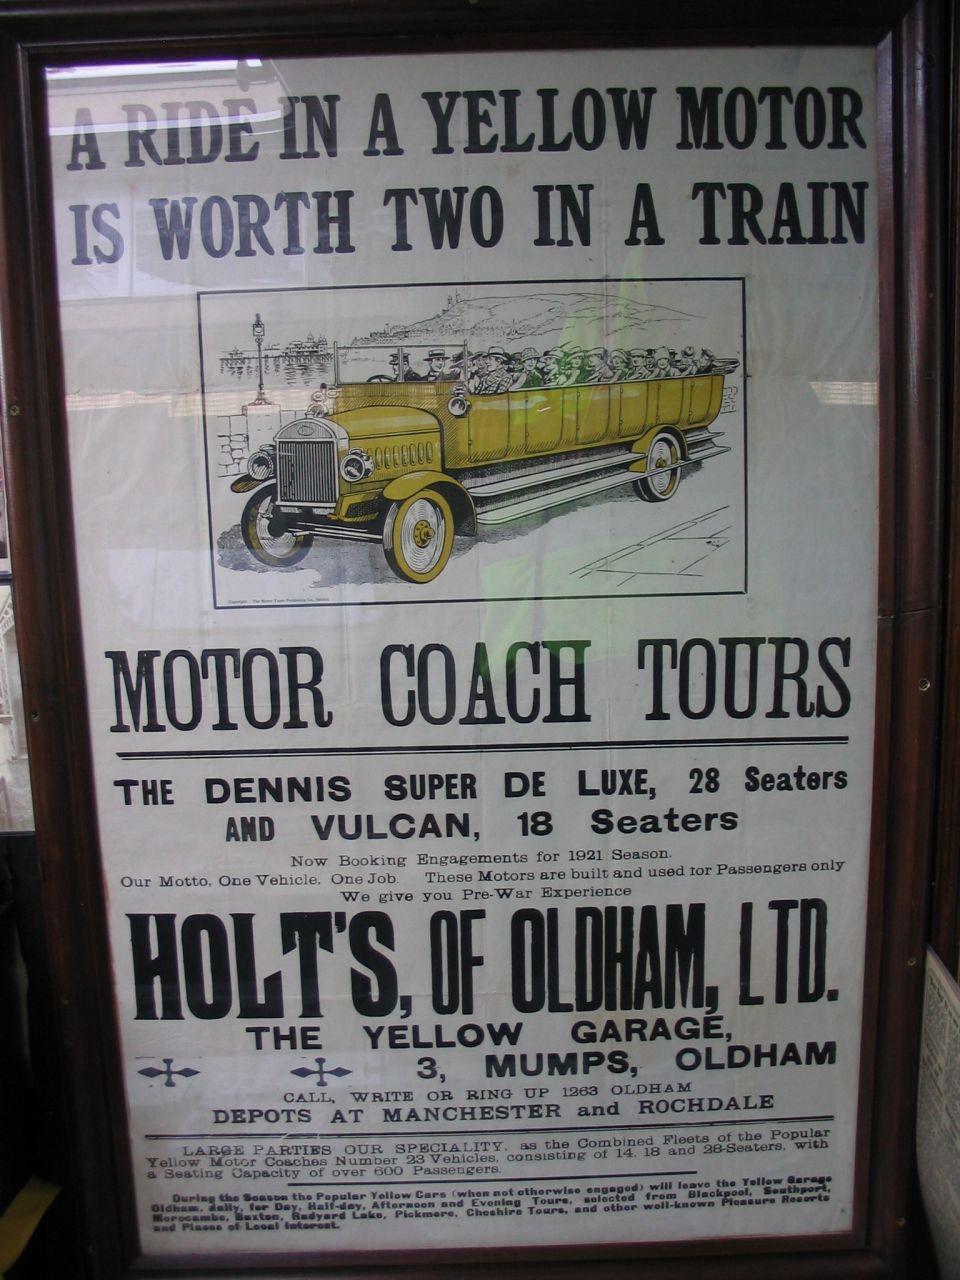 A RIDE IN A YELLOW MOTOR
IS WORTH TWO IN A TRAIN
Copyright. The Motor Tours Publishing Co.,
MOTOR COACH TOURS
THE DENNIS SUPER DE LUXE, 28 Seaters
AND VULCAN, 18 Seaters
Now Booking Engagements for 1921 Season.
Our Motto, One Vehicle, One Job. These Motors are built and used for Passengers only
We give you Pre-War Experience
HOLT'S, OF OLDHAM, LTD.
THE YELLOW GARAGE,
3, MUMPS, OLDHAM
CALL, WRITE OR RING UP 1263 OLDHAM
DEPOTS AT MANCHESTER and ROCHDALE
LARGE PARTIES OUR SPECIALITY, as the Combined Fleets of the Popular
Yellow Motor Coaches Number 23 Vehicles, consisting of 14, 18 and 28-Seaters, with
a Seating Capacity of over 600 Passengers.
During the Season the Popular Yellow Cars (when not otherwise engaged) will leave the Yellow Garage
Oldham, daily, for Day, Half-day, Afternoon and Evening Tours, selected from Blackpool, Southport,
Morecambe, Buxton, Rudyard Lake, Pickmere, Cheshire Tours, and other well-known Pleasure Resorts
and Places of Local Interest.